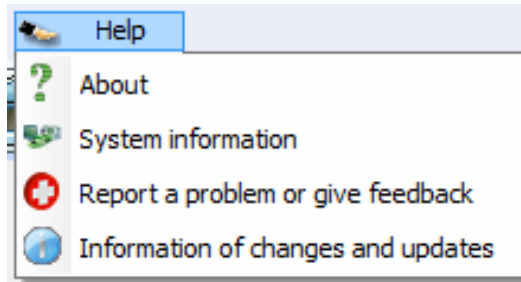 Help
About
System information
Report a problem or give feedback
Information of changes and updates